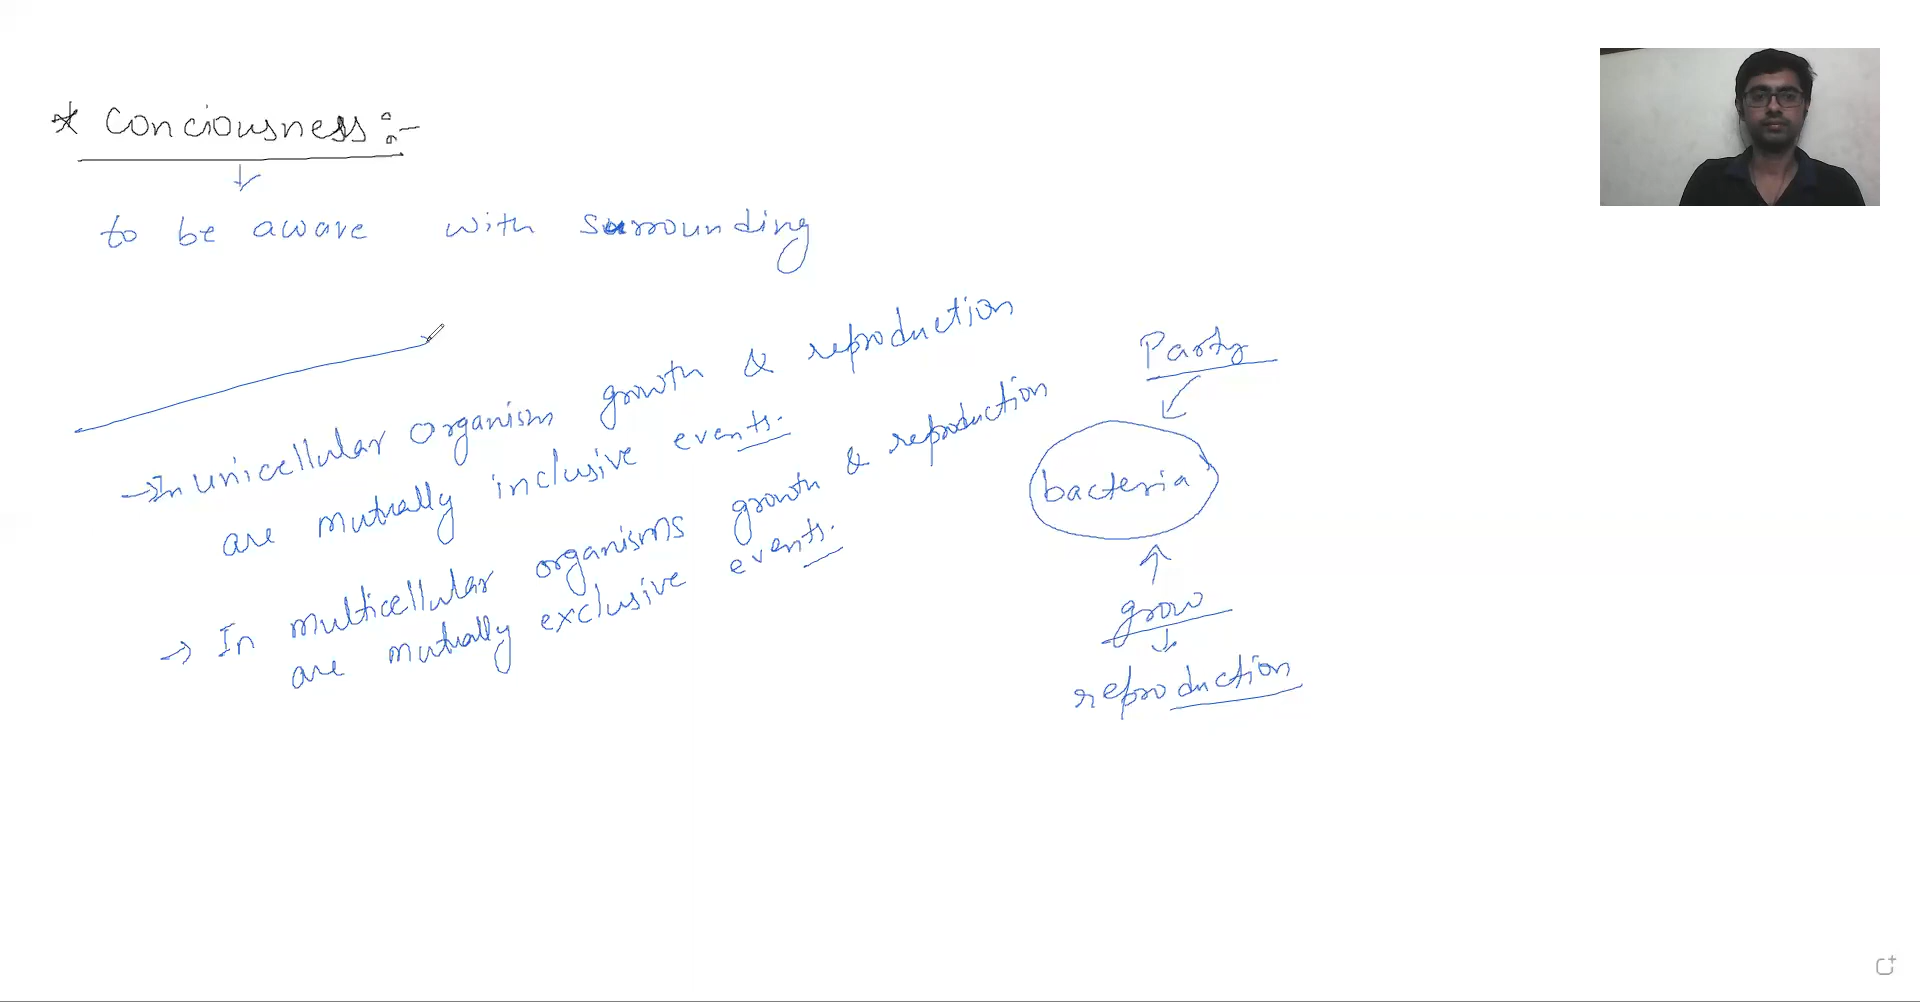 * Conciousness :-
to be aware with surrounding
→ In unicellular organism growth & reproduction
are mutually inclusive events.
→ In multicellular organisms growth & reproduction
are mutually exclusive events.
Party
bacteria
grow
reproduction